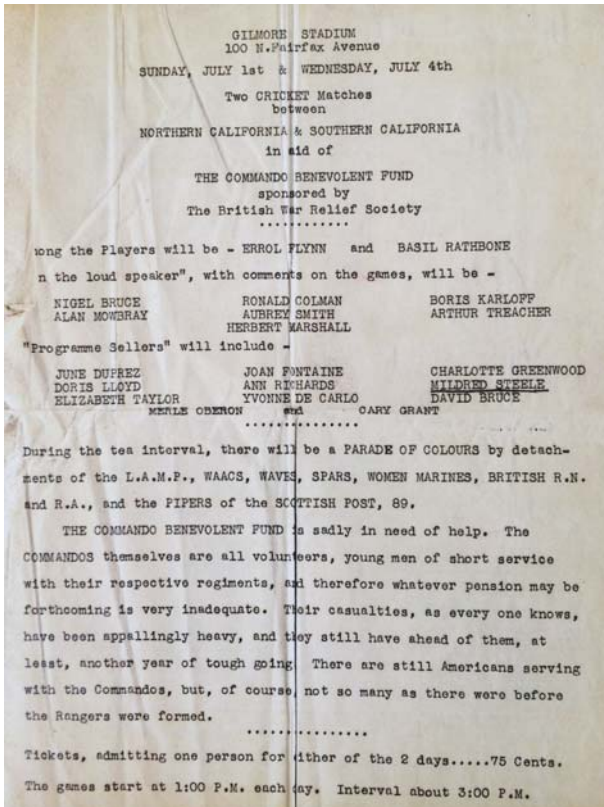 GILMORE STADIUM
100 N.Fairfax Avenue
SUNDAY, JULY 1st & WEDNESDAY, JULY 4th
Two CRICKET Matches
between
NORTHERN CALIFORNIA & SOUTHERN CALIFORNIA
in aid of
THE COMMANDO BENEVOLENT FUND
sponsored by
The British War Relief Society
............
ong the Players will be - ERROL FLYNN and BASIL RATHBONE
n the loud speaker", with comments on the games, will be -
NIGEL BRUCE RONALD COLMAN BORIS KARLOFF
ALAN MOWBRAY AUBREY SMITH ARTHUR TREACHER
HERBERT MARSHALL
"Programme Sellers" will include -
JUNE DUPREZ JOAN FONTAINE CHARLOTTE GREENWOOD
DORIS LLOYD ANN RICHARDS MILDRED STEELE
ELIZABETH TAYLOR YVONNE DE CARLO DAVID BRUCE
MERLE OBERON and CARY GRANT
...............
During the tea interval, there will be a PARADE OF COLOURS by detach-
ments of the L.A.M.P., WAACS, WAVES, SPARS, WOMEN MARINES, BRITISH R.N.
and R.A., and the PIPERS of the SCOTTISH POST, 89.
THE COMMANDO BENEVOLENT FUND is sadly in need of help. The
COMMANDOS themselves are all volunteers, young men of short service
with their respective regiments, and therefore whatever pension may be
forthcoming is very inadequate. Their casualties, as every one knows,
have been appallingly heavy, and they still have ahead of them, at
least, another year of tough going. There are still Americans serving
with the Commandos, but, of course, not so many as there were before
the Rangers were formed.
...............
Tickets, admitting one person for either of the 2 days.....75 Cents.
The games start at 1:00 P.M. each day. Interval about 3:00 P.M.